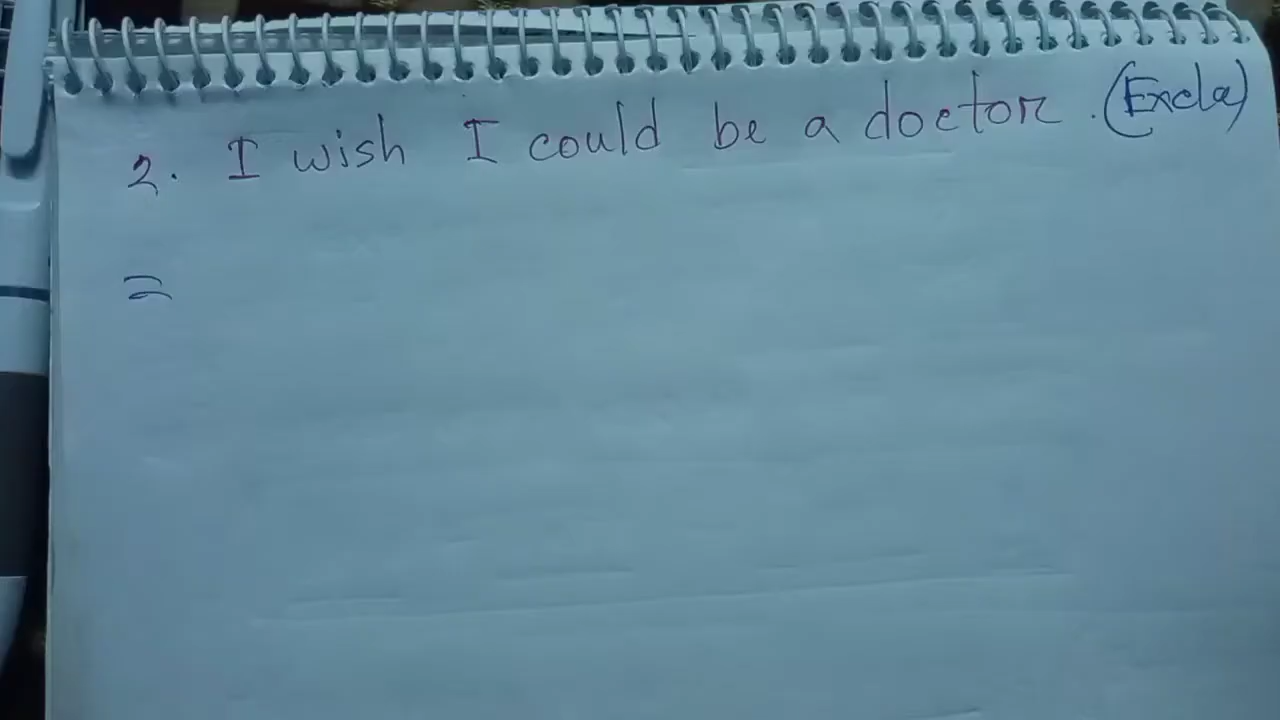 2. I wish I could be a doctor. (Excla)
=